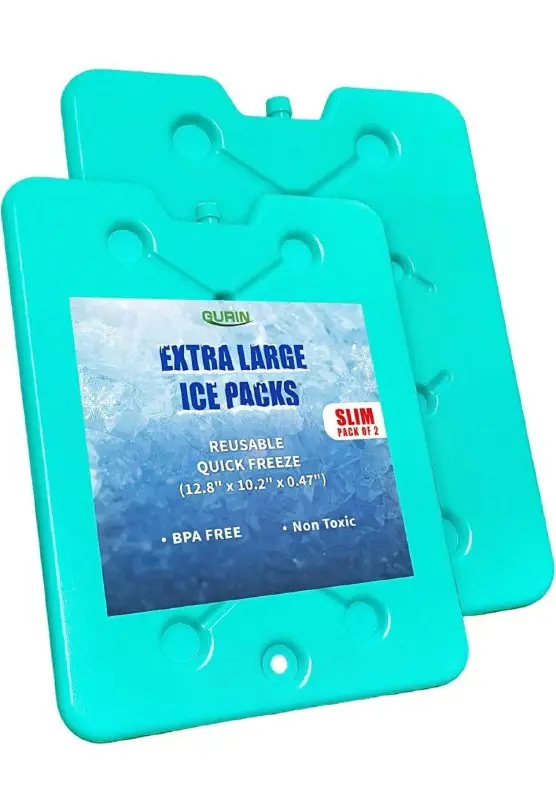 QURIN
EXTRA LARGE
ICE PACKS
SLIM
PACK OF 2
REUSABLE
QUICK FREEZE
(12.8" x 10.2" x 0.47")
• BPA FREE
• Non Toxic